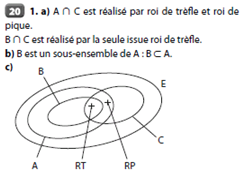 20 1. a) A ∩ C est réalisé par roi de trèfle et roi de
pique.
B ∩ C est réalisé par la seule issue roi de trèfle.
b) B est un sous-ensemble de A : B ⊂ A.
c)
B
E
C
A
RT
RP